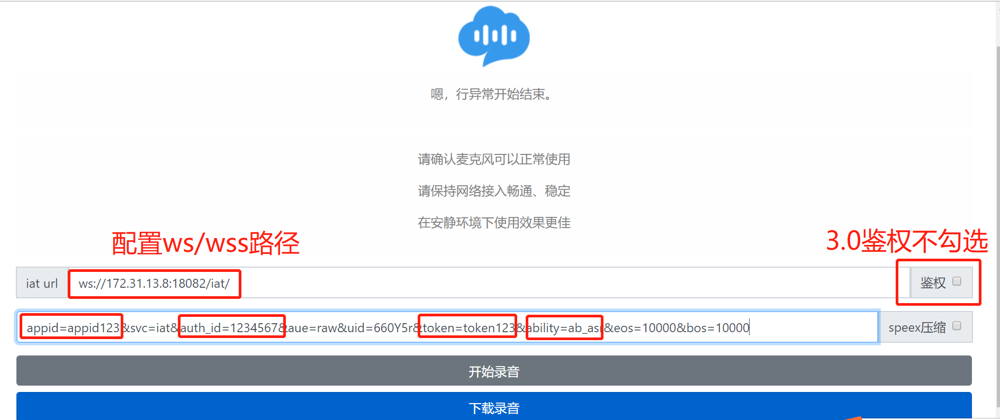 嗯，行异常开始结束。
请确认麦克风可以正常使用
请保持网络接入畅通、稳定
在安静环境下使用效果更佳
配置ws/wss路径
3.0鉴权不勾选
iat url ws://172.31.13.8:18082/iat/ 鉴权
appid=appid123&svc=iat&auth_id=1234567&aue=raw&uid=660Y5r&token=token123&ability=ab_asr&eos=10000&bos=10000 speex压缩
开始录音
下载录音